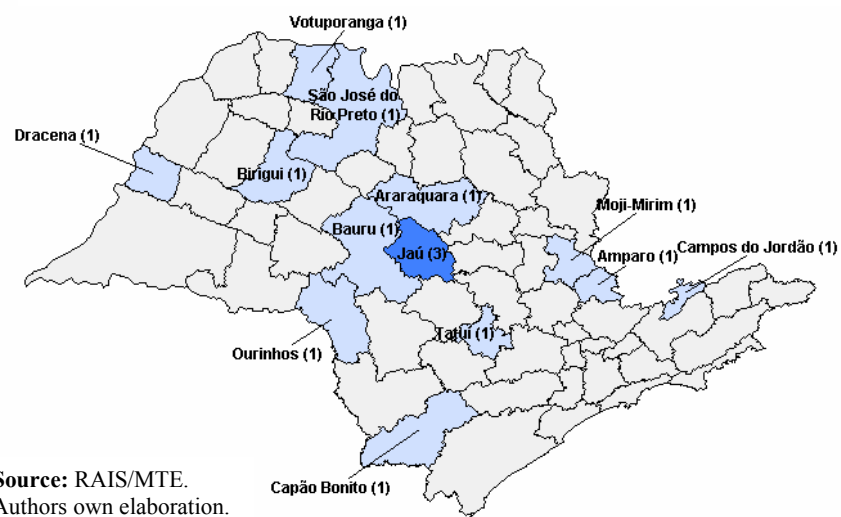 Votuporanga (1)
São José do
Rio Preto (1)
Dracena (1)
Birigui (1)
Araraquara (1)
Moji-Mirim (1)
Bauru (1)
Jaú (3)
Amparo (1)
Campos do Jordão (1)
Ourinhos (1)
Tatuí (1)
Capão Bonito (1)
Source: RAIS/MTE.
Authors own elaboration.